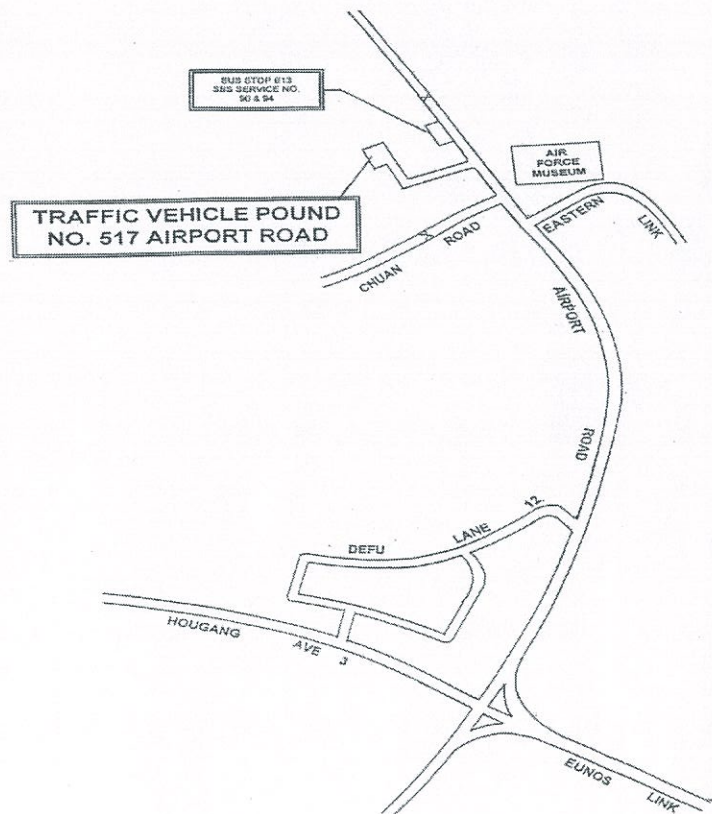 BUS STOP B13
SBS SERVICE NO.
90 & 94
AIR
FORCE
MUSEUM
TRAFFIC VEHICLE POUND
NO. 517 AIRPORT ROAD
EASTERN
LINK
CHUAN
ROAD
AIRPORT
ROAD
DEFU
LANE
12
HOUGANG
AVE
3
EUNOS
LINK